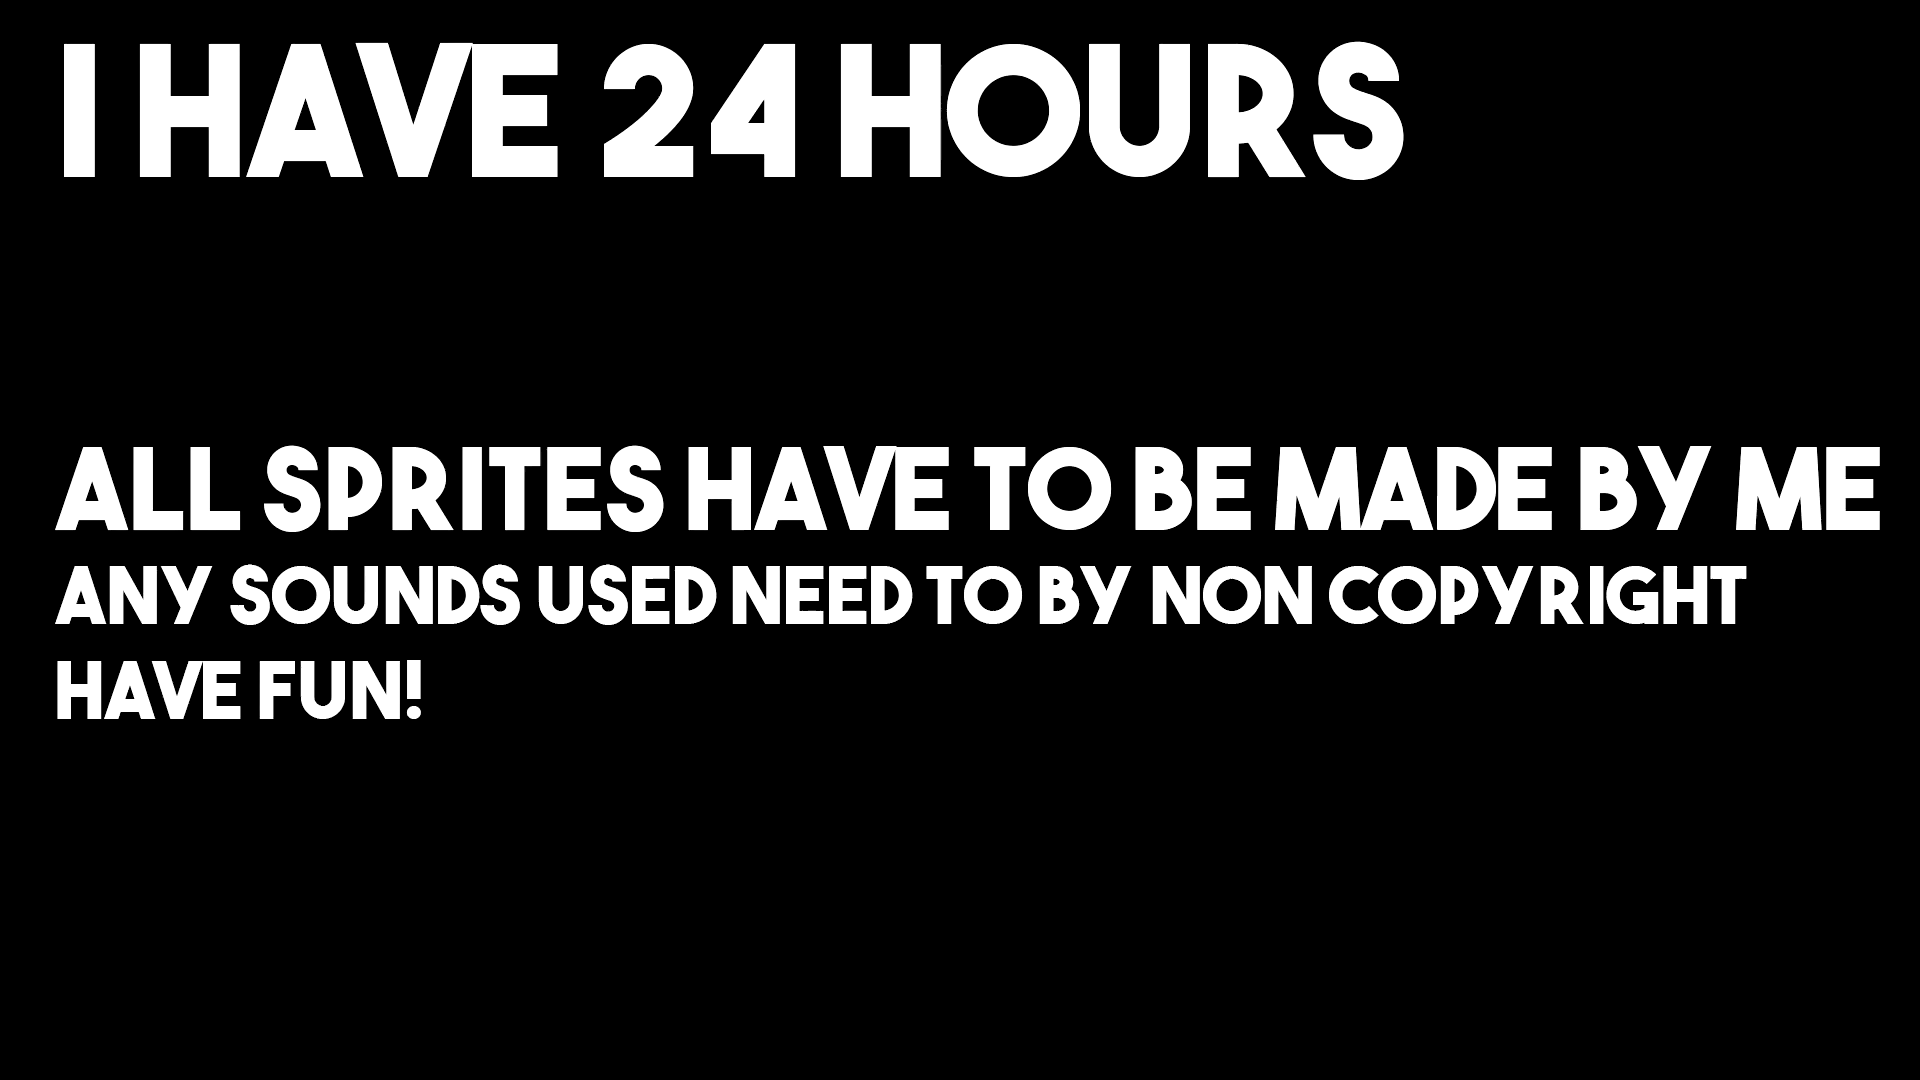 I HAVE 24 HOURS
ALL SPRITES HAVE TO BE MADE BY ME
ANY SOUNDS USED NEED TO BY NON COPYRIGHT
HAVE FUN!